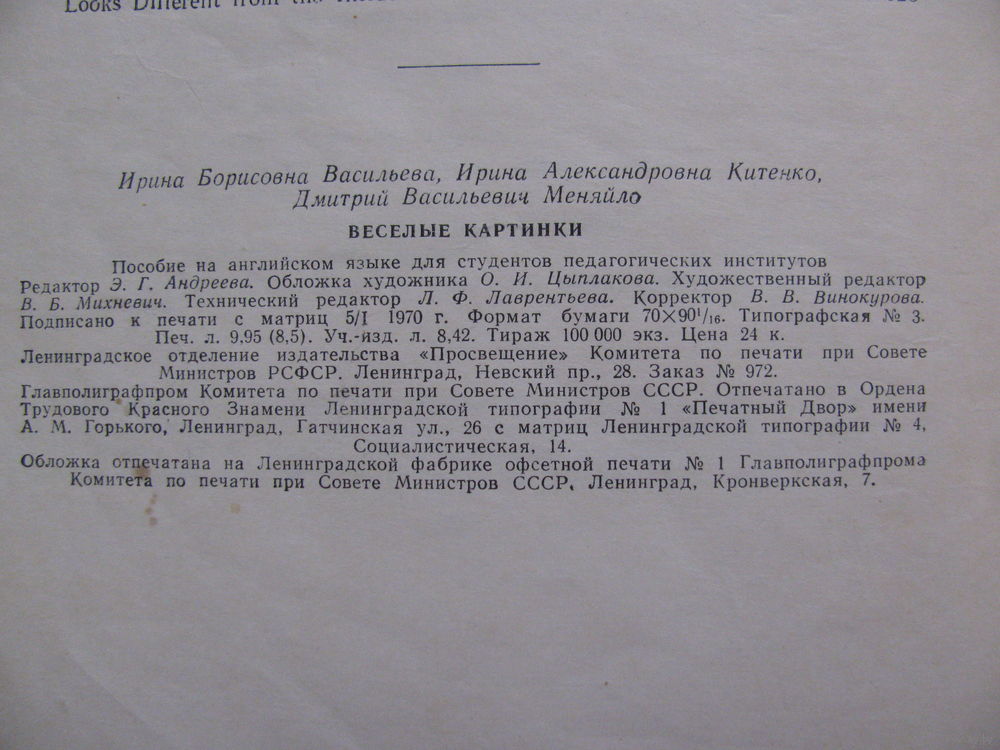 Looks Different from the
Ирина Борисовна Васильева, Ирина Александровна Китенко,
Дмитрий Васильевич Меняйло
ВЕСЕЛЫЕ КАРТИНКИ
Пособие на английском языке для студентов педагогических институтов
Редактор Э. Г. Андреева. Обложка художника О. И. Цыплакова. Художественный редактор
В. Б. Михневич. Технический редактор Л. Ф. Лаврентьева. Корректор В. В. Винокурова.
Подписано к печати с матриц 5/I 1970 г. Формат бумаги 70×90¹/₁₆. Типографская № 3.
Печ. л. 9,95 (8,5). Уч.-изд. л. 8,42. Тираж 100 000 экз. Цена 24 к.
Ленинградское отделение издательства «Просвещение» Комитета по печати при Совете
Министров РСФСР. Ленинград, Невский пр., 28. Заказ № 972.
Главполиграфпром Комитета по печати при Совете Министров СССР. Отпечатано в Ордена
Трудового Красного Знамени Ленинградской типографии № 1 «Печатный Двор» имени
А. М. Горького, Ленинград, Гатчинская ул., 26 с матриц Ленинградской типографии № 4,
Социалистическая, 14.
Обложка отпечатана на Ленинградской фабрике офсетной печати № 1 Главполиграфпрома
Комитета по печати при Совете Министров СССР, Ленинград, Кронверкская, 7.